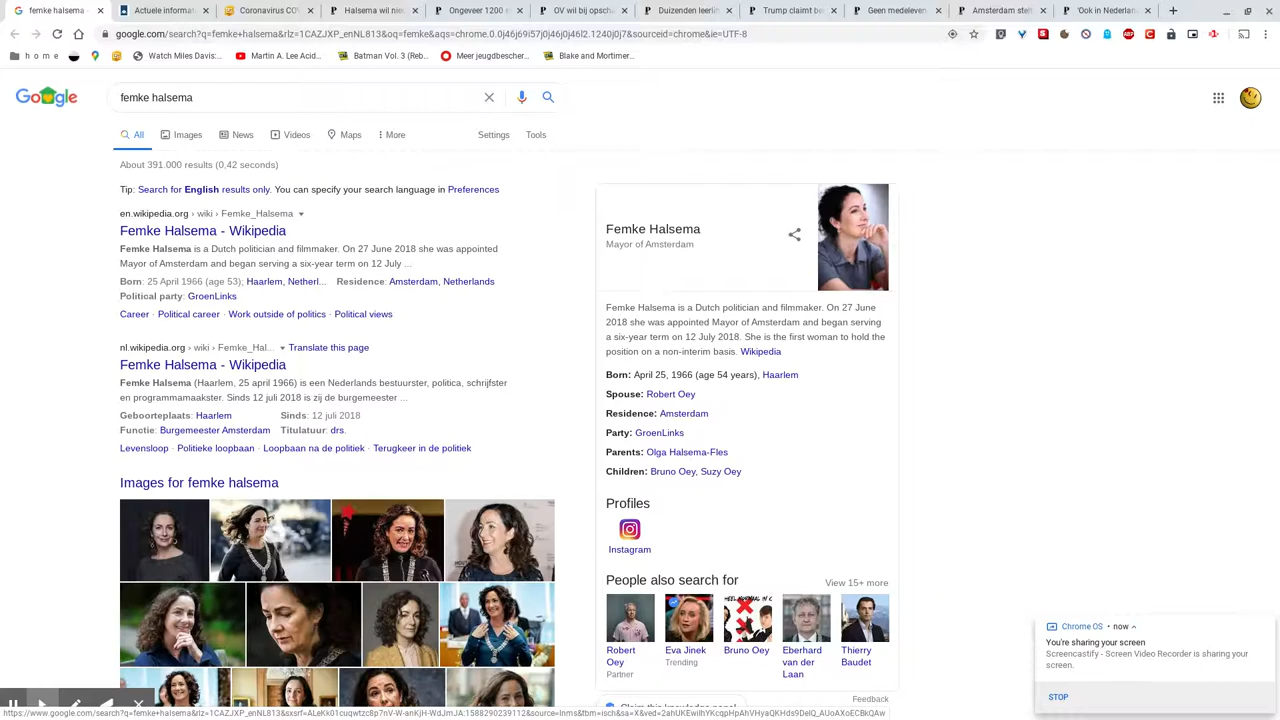 femke halsema -
Actuele informat
Coronavirus COV
Halsema wil nie
Ongeveer 1200 m
OV wil bij opscha
Duizenden leerlin
Trump claimt be
Geen medeleven
Amsterdam stelt
'Ook in Nederlan
google.com/search?q=femke+halsema&rlz=1CAZJXP_enNL813&oq=femke&aqs=chrome.0.0j46j69i57j0j46j0j46l2.1240j0j7&sourceid=chrome&ie=UTF-8
h o m e
Watch Miles Davis:...
Martin A. Lee Acid...
Batman Vol. 3 (Reb...
Meer jeugdbescher...
Blake and Mortimer...
Google
femke halsema
All Images News Videos Maps More Settings Tools
About 391.000 results (0,42 seconds)
Tip: Search for English results only. You can specify your search language in Preferences
en.wikipedia.org › wiki › Femke_Halsema
Femke Halsema - Wikipedia
Femke Halsema is a Dutch politician and filmmaker. On 27 June 2018 she was appointed
Mayor of Amsterdam and began serving a six-year term on 12 July ...
Born: 25 April 1966 (age 53); Haarlem, Netherl... Residence: Amsterdam, Netherlands
Political party: GroenLinks
Career · Political career · Work outside of politics · Political views
nl.wikipedia.org › wiki › Femke_Hal... Translate this page
Femke Halsema - Wikipedia
Femke Halsema (Haarlem, 25 april 1966) is een Nederlands bestuurster, politica, schrijfster
en programmamaakster. Sinds 12 juli 2018 is zij de burgemeester ...
Geboorteplaats: Haarlem Sinds: 12 juli 2018
Functie: Burgemeester Amsterdam Titulatuur: drs.
Levensloop · Politieke loopbaan · Loopbaan na de politiek · Terugkeer in de politiek
Images for femke halsema
Femke Halsema
Mayor of Amsterdam
Femke Halsema is a Dutch politician and filmmaker. On 27 June
2018 she was appointed Mayor of Amsterdam and began serving
a six-year term on 12 July 2018. She is the first woman to hold the
position on a non-interim basis. Wikipedia
Born: April 25, 1966 (age 54 years), Haarlem
Spouse: Robert Oey
Residence: Amsterdam
Party: GroenLinks
Parents: Olga Halsema-Fles
Children: Bruno Oey, Suzy Oey
Profiles
Instagram
People also search for
View 15+ more
Robert
Oey
Partner
Eva Jinek
Trending
Bruno Oey
Eberhard
van der
Laan
Thierry
Baudet
Claim this knowledge panel
Feedback
Chrome OS • now
You're sharing your screen
Screencastify - Screen Video Recorder is sharing your
screen.
STOP